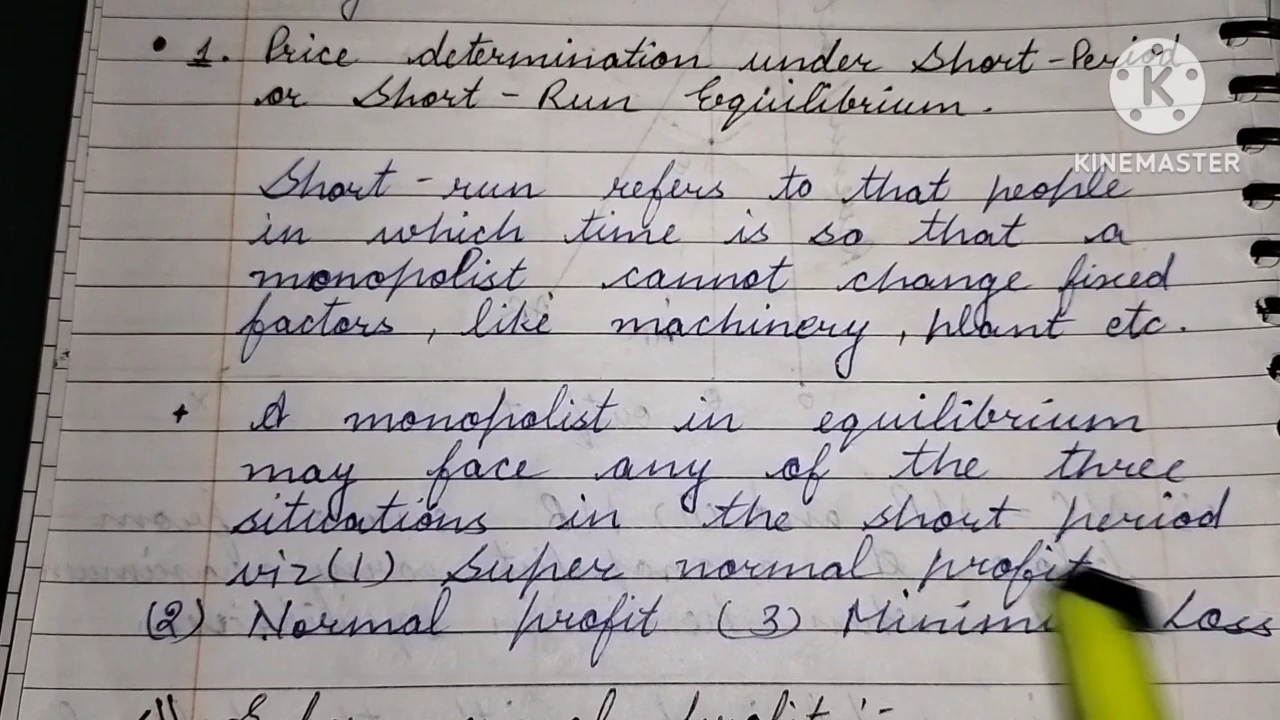 • 1. Price determination under Short-Period
or Short-Run Equilibrium.
KINEMASTER
Short-run refers to that people
in which time is so that a
monopolist cannot change fixed
factors, like machinery, plant etc.
+ A monopolist in equilibrium
may face any of the three
situations in the short period
viz (1) Super normal profit
(2) Normal profit (3) Minim Loss